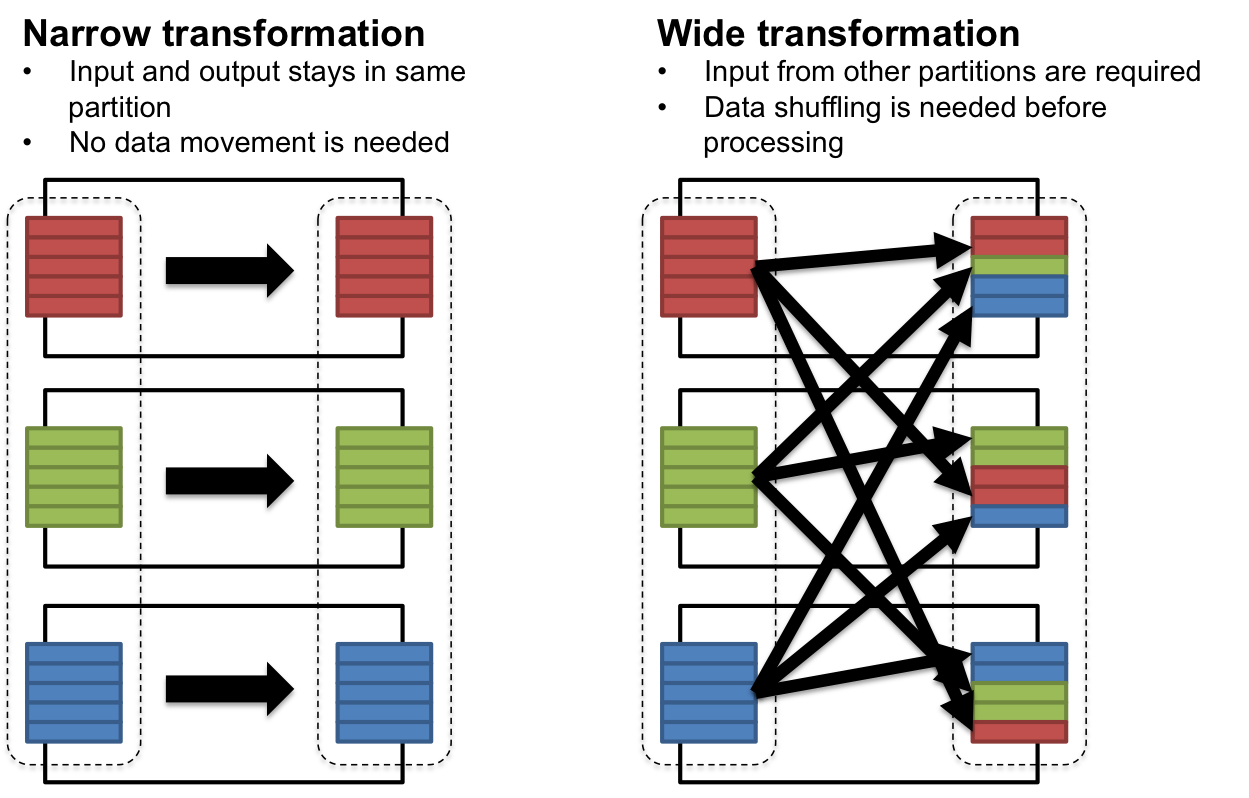 Narrow transformation
• Input and output stays in same
partition
• No data movement is needed
Wide transformation
• Input from other partitions are required
• Data shuffling is needed before
processing